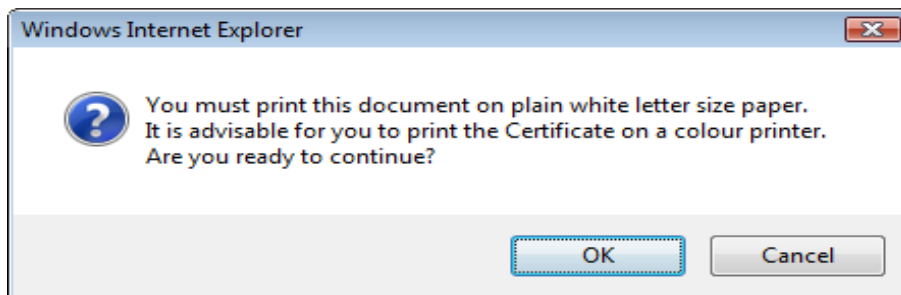 Windows Internet Explorer
You must print this document on plain white letter size paper.
It is advisable for you to print the Certificate on a colour printer.
Are you ready to continue?
OK Cancel